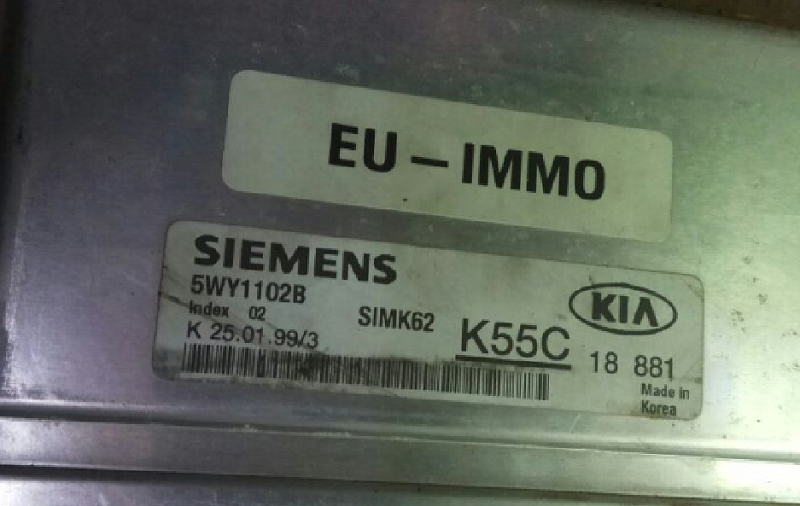 EU – IMMO
SIEMENS
5WY1102B
Index 02
SIMK62
KIA
K 25.01.99/3
K55C 18 881
Made in
Korea